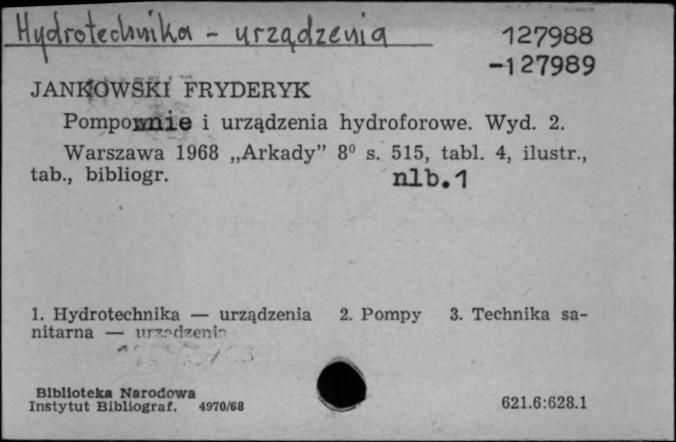 Hydrotechnika - urządzenia
127988
-127989
JANKOWSKI FRYDERYK
Pompownie i urządzenia hydroforowe. Wyd. 2.
Warszawa 1968 „Arkady” 8⁰ s. 515, tabl. 4, ilustr.,
tab., bibliogr.
nlb.1
1. Hydrotechnika — urządzenia 2. Pompy 3. Technika sa-
nitarna — urządzenia
Biblioteka Narodowa
Instytut Bibliograf. 4970/68
621.6:628.1